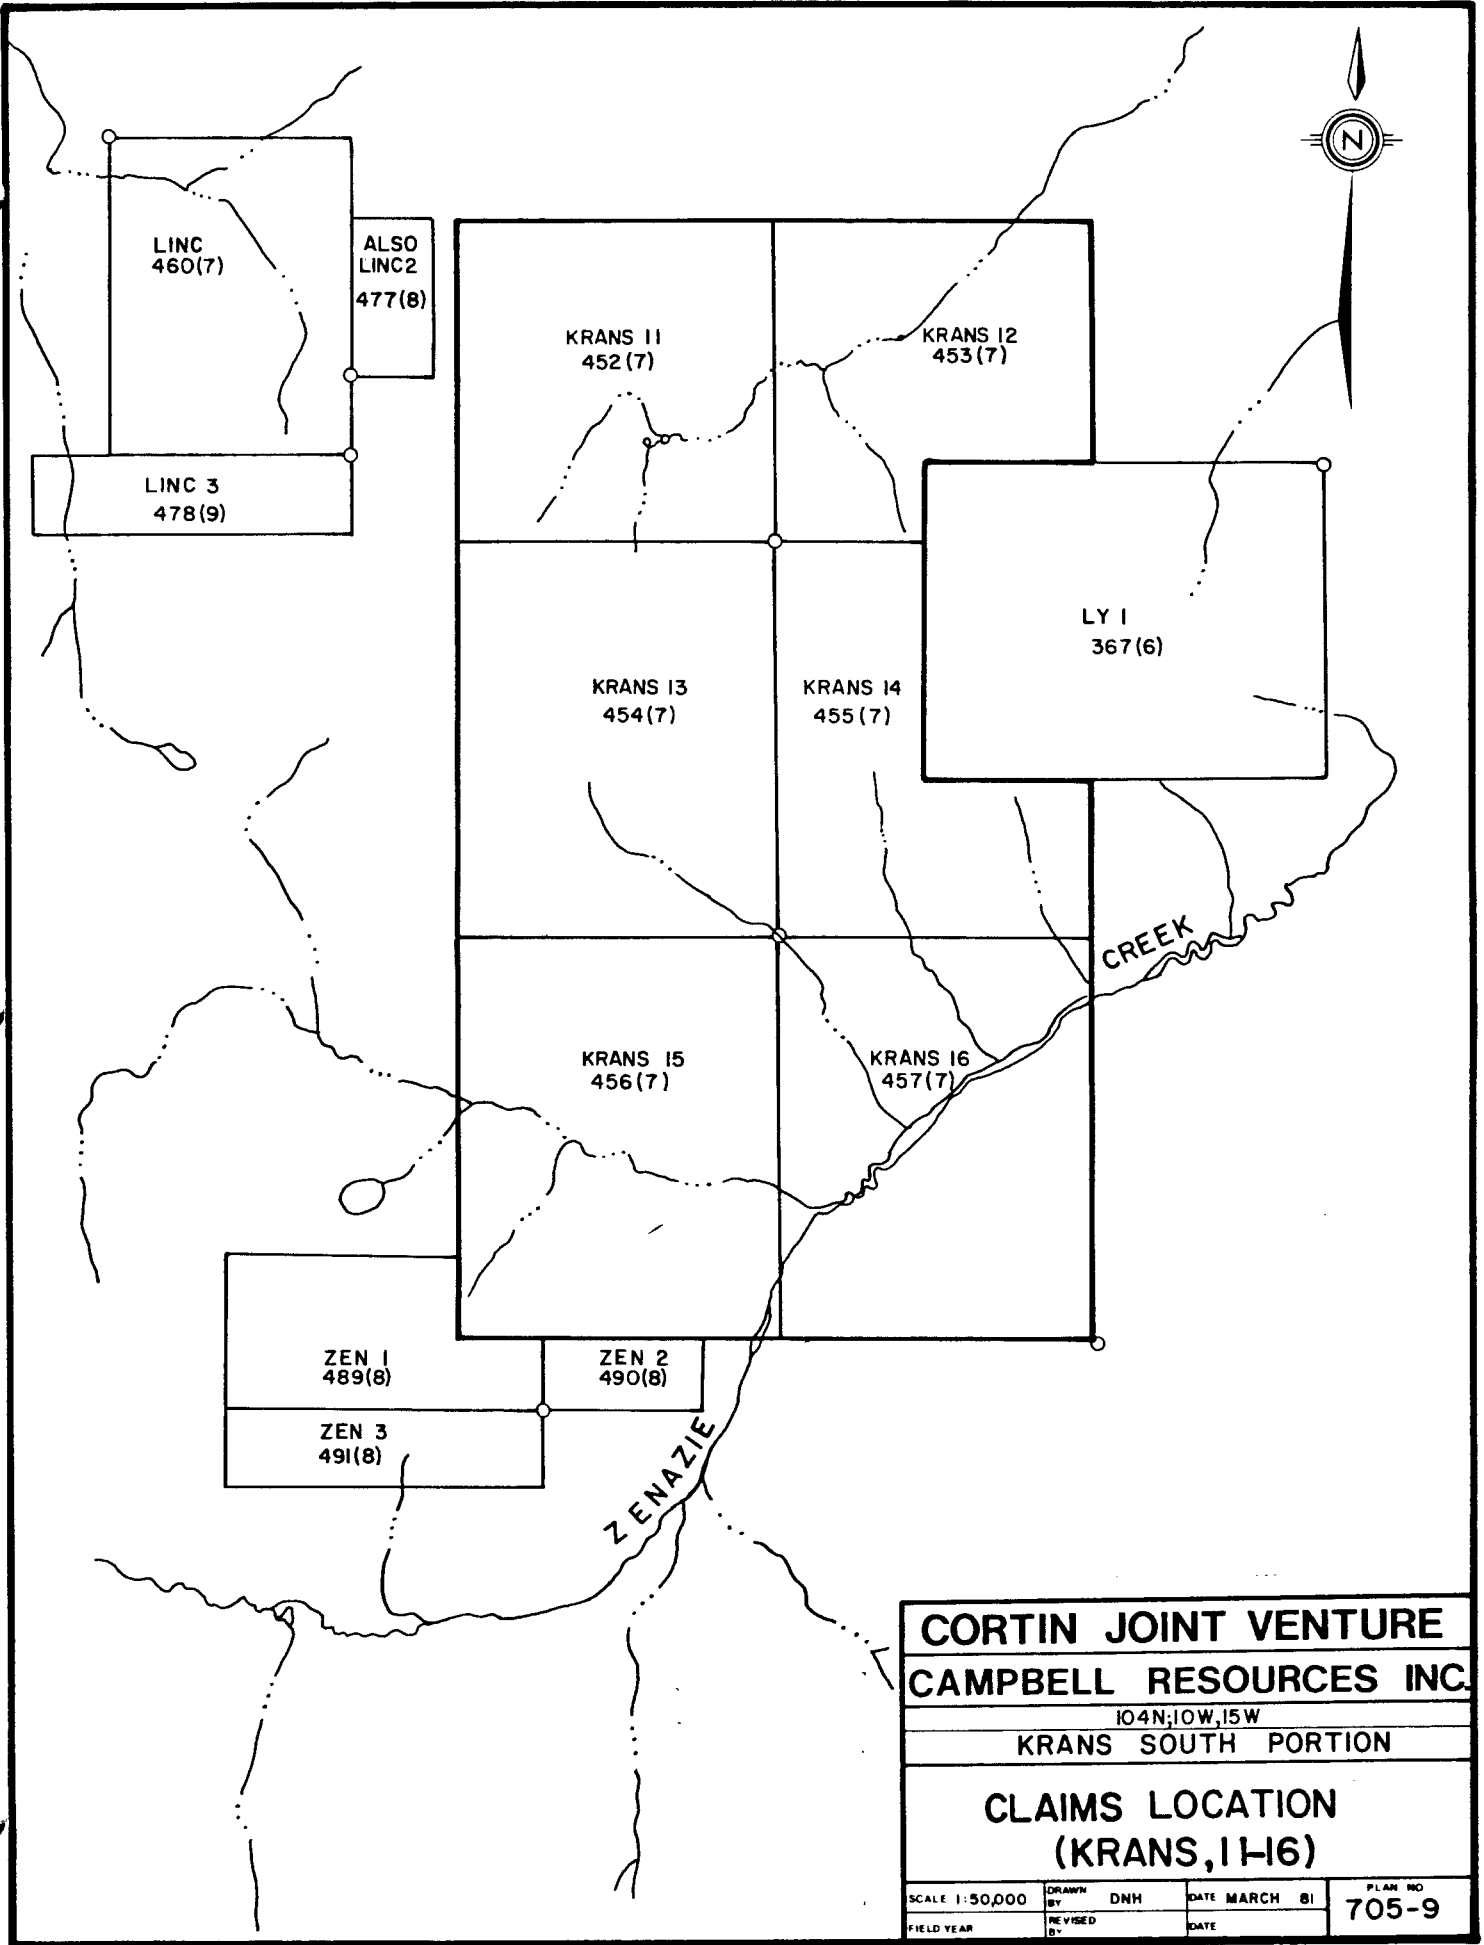 N
LINC
460(7)
ALSO
LINC2
477(8)
KRANS 11
452(7)
KRANS 12
453(7)
LINC 3
478(9)
LY 1
367(6)
KRANS 13
454(7)
KRANS 14
455(7)
CREEK
KRANS 15
456(7)
KRANS 16
457(7)
ZEN 1
489(8)
ZEN 2
490(8)
ZEN 3
491(8)
ZENAZIE
CORTIN JOINT VENTURE
CAMPBELL RESOURCES INC.
104N;10W,15W
KRANS SOUTH PORTION
CLAIMS LOCATION
(KRANS,11-16)
SCALE 1:50,000
DRAWN BY DNH
DATE MARCH 81
PLAN NO
705-9
FIELD YEAR
REVISED BY
DATE